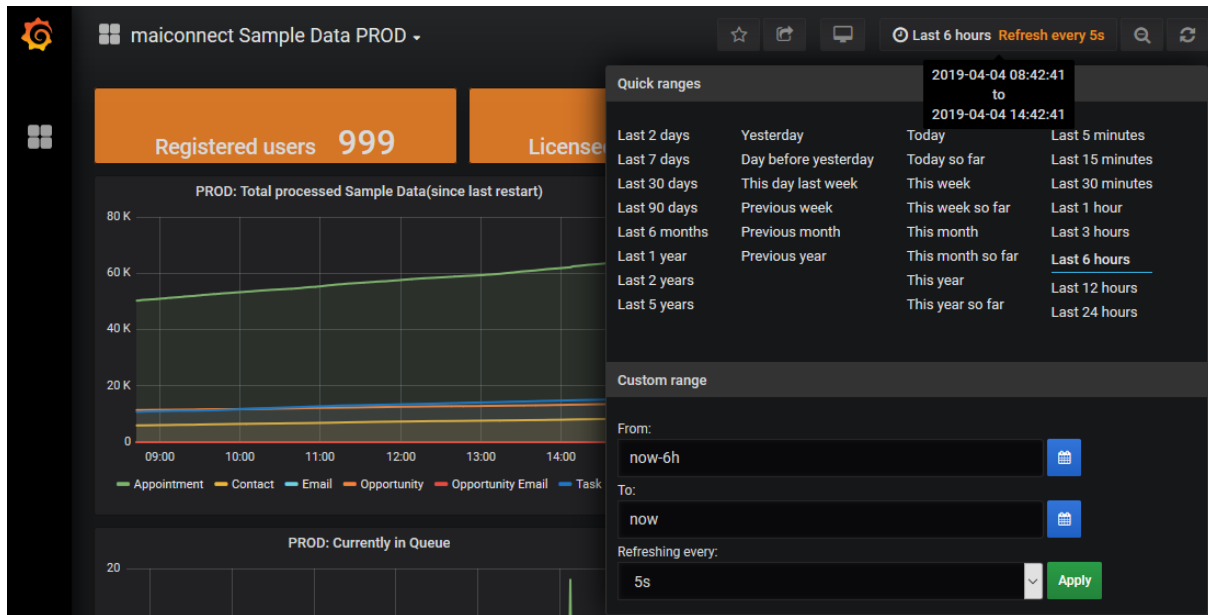 maiconnect Sample Data PROD
Last 6 hours Refresh every 5s
2019-04-04 08:42:41
to
2019-04-04 14:42:41
Registered users 999
License
PROD: Total processed Sample Data(since last restart)
80 K
60 K
40 K
20 K
0
09:00 10:00 11:00 12:00 13:00 14:00
Appointment Contact Email Opportunity Opportunity Email Task
PROD: Currently in Queue
20
Quick ranges
Last 2 days Yesterday Today Last 5 minutes
Last 7 days Day before yesterday Today so far Last 15 minutes
Last 30 days This day last week This week Last 30 minutes
Last 90 days Previous week This week so far Last 1 hour
Last 6 months Previous month This month Last 3 hours
Last 1 year Previous year This month so far Last 6 hours
Last 2 years This year Last 12 hours
Last 5 years This year so far Last 24 hours
Custom range
From:
now-6h
To:
now
Refreshing every:
5s Apply